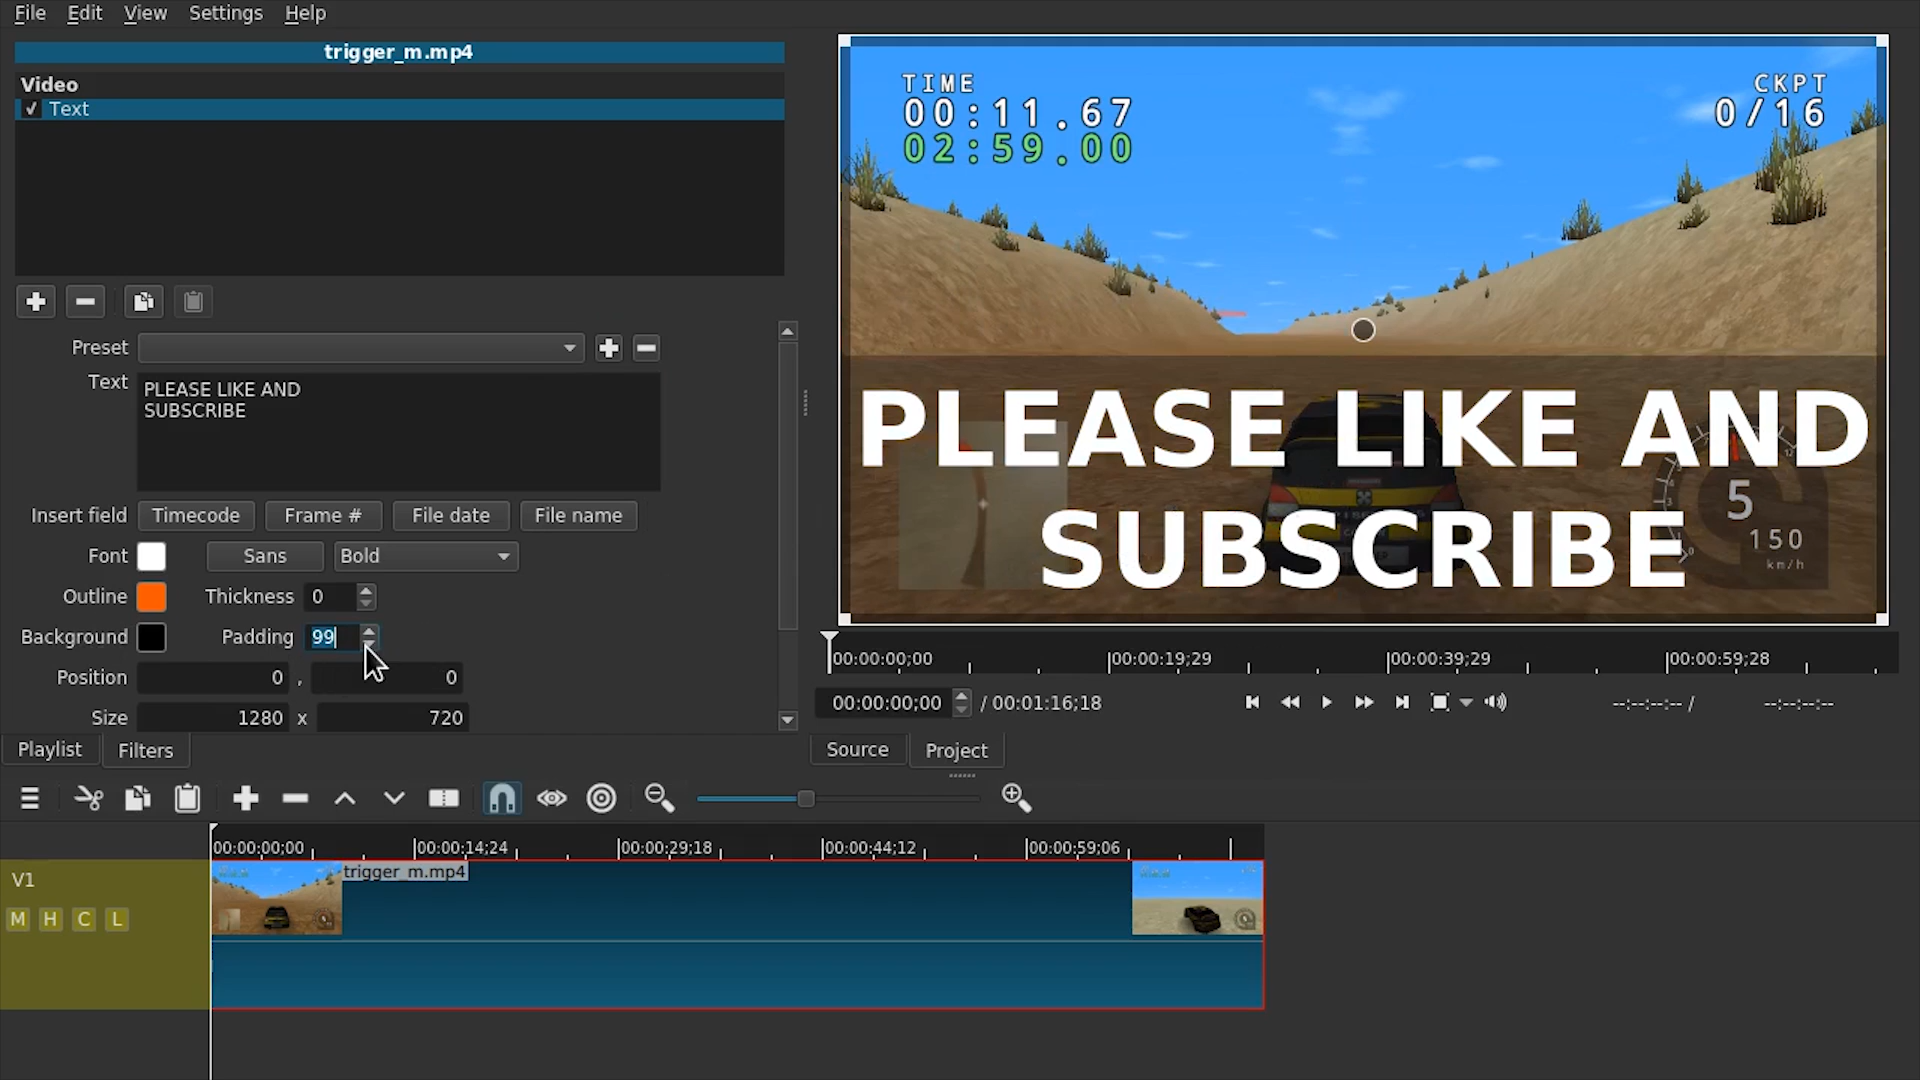 File Edit View Settings Help
trigger_m.mp4
Video
Text
Preset
Text
PLEASE LIKE AND
SUBSCRIBE
Insert field Timecode Frame # File date File name
Font Sans Bold
Outline Thickness 0
Background Padding 99
Position 0 , 0
Size 1280 x 720
Playlist Filters
TIME
00:11.67
02:59.00
CKPT
0/16
PLEASE LIKE AND
SUBSCRIBE
5
150
km/h
00:00:00;00 00:00:19;29 00:00:39;29 00:00:59;28
00:00:00;00 / 00:01:16;18 --:--:--:-- / --:--:--:--
Source Project
00:00:00;00 00:00:14;24 00:00:29;18 00:00:44;12 00:00:59;06
V1
M H C L
trigger_m.mp4